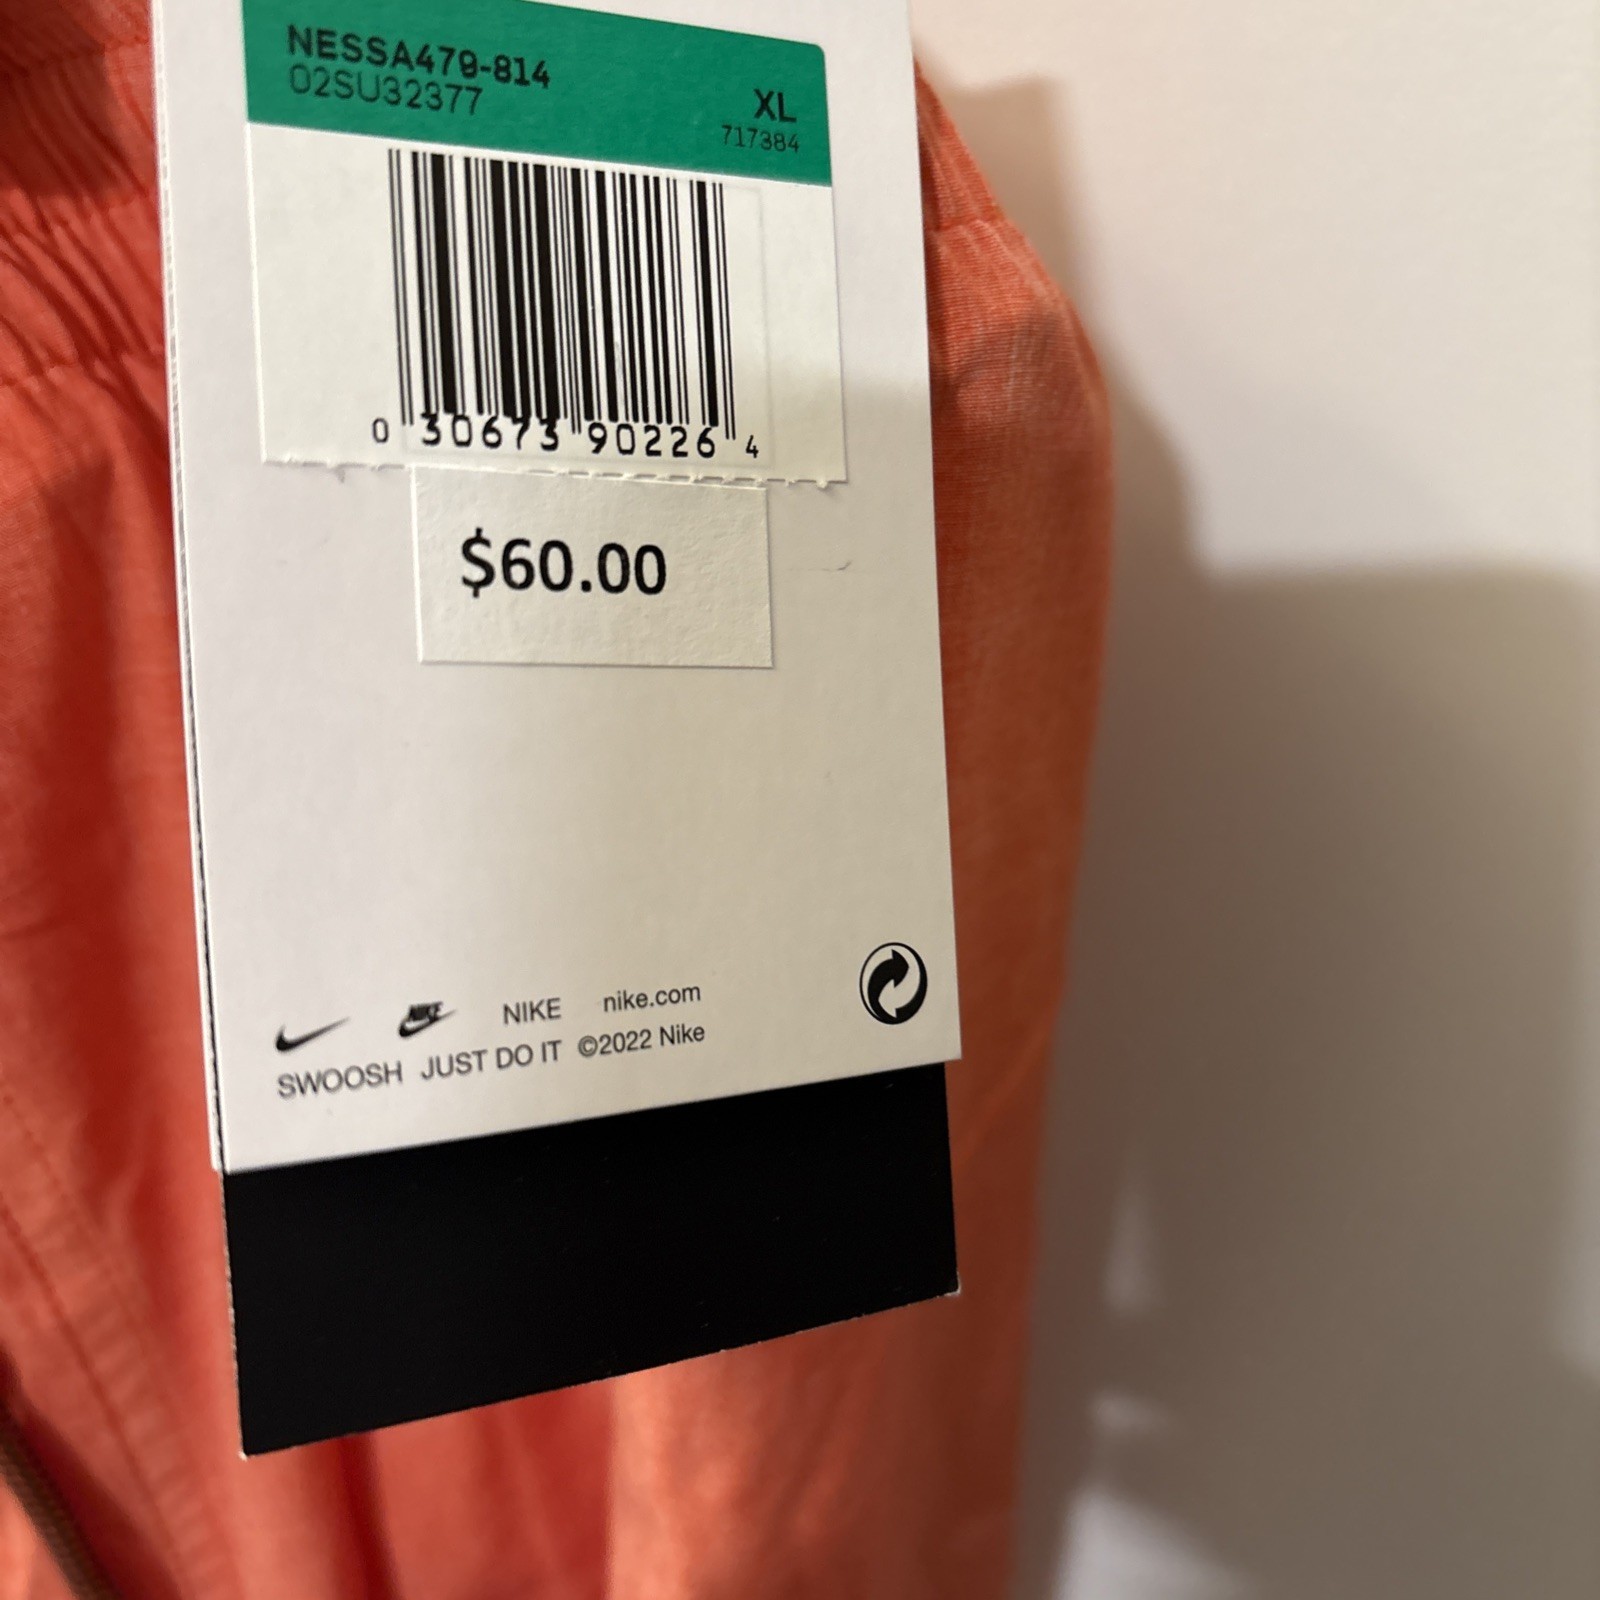 NESSA479-814
02SU32377
XL
717384
0 30673 90226 4
$60.00
NIKE NIKE nike.com
SWOOSH JUST DO IT ©2022 Nike